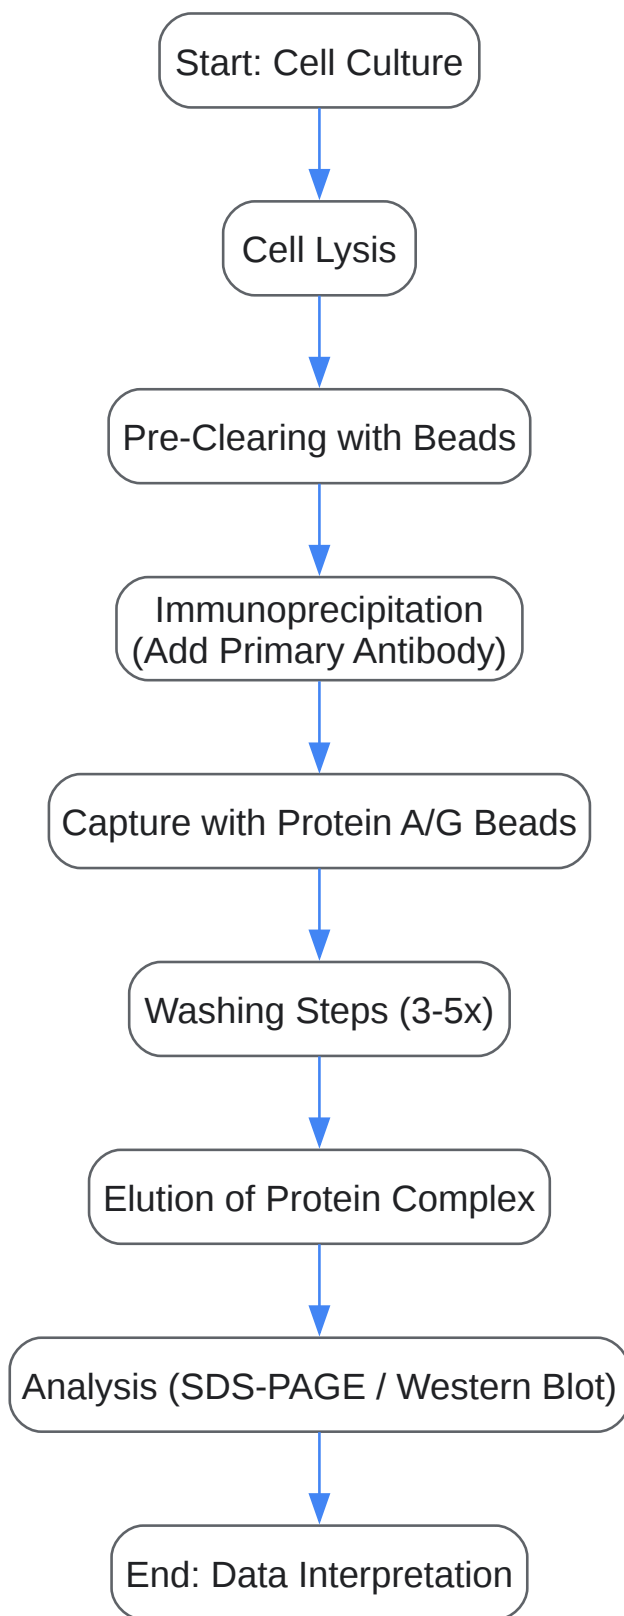 Start: Cell Culture
Cell Lysis
Pre-Clearing with Beads
Immunoprecipitation
(Add Primary Antibody)
Capture with Protein A/G Beads
Washing Steps (3-5x)
Elution of Protein Complex
Analysis (SDS-PAGE / Western Blot)
End: Data Interpretation